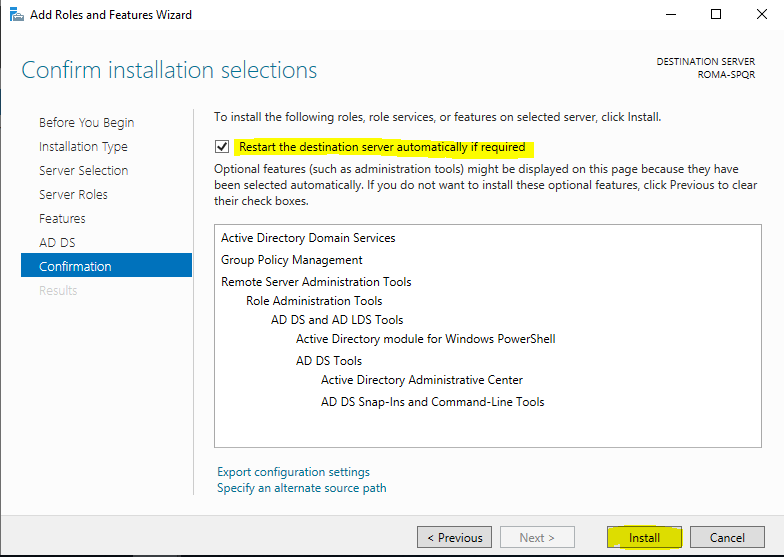 Add Roles and Features Wizard
Confirm installation selections
DESTINATION SERVER
ROMA-SPQR
Before You Begin
Installation Type
Server Selection
Server Roles
Features
AD DS
Confirmation
Results
To install the following roles, role services, or features on selected server, click Install.
Restart the destination server automatically if required
Optional features (such as administration tools) might be displayed on this page because they have
been selected automatically. If you do not want to install these optional features, click Previous to clear
their check boxes.
Active Directory Domain Services
Group Policy Management
Remote Server Administration Tools
Role Administration Tools
AD DS and AD LDS Tools
Active Directory module for Windows PowerShell
AD DS Tools
Active Directory Administrative Center
AD DS Snap-Ins and Command-Line Tools
Export configuration settings
Specify an alternate source path
< Previous
Next >
Install
Cancel